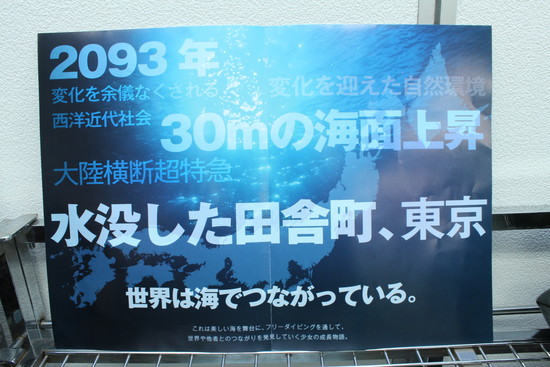 2093年
変化を余儀なくされる 変化を迎えた自然環境
西洋近代社会 30mの海面上昇
大陸横断超特急
水没した田舎町、東京
世界は海でつながっている。
これは美しい海を舞台に、フリーダイビングを通して、
世界や他者とのつながりを発見していく少女の成長物語。